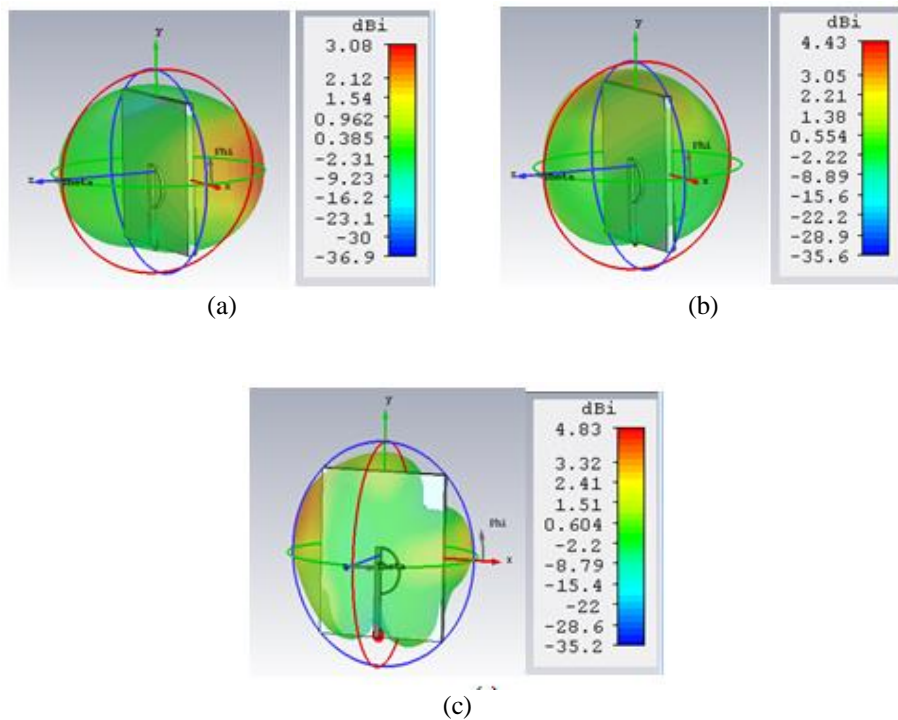 y
z
Theta
Phi
x
dBi
3.08
2.12
1.54
0.962
0.385
-2.31
-9.23
-16.2
-23.1
-30
-36.9
(a)
y
z
Theta
Phi
x
dBi
4.43
3.05
2.21
1.38
0.554
-2.22
-8.89
-15.6
-22.2
-28.9
-35.6
(b)
y
Phi
Theta
x
dBi
4.83
3.32
2.41
1.51
0.604
-2.2
-8.79
-15.4
-22
-28.6
-35.2
(c)